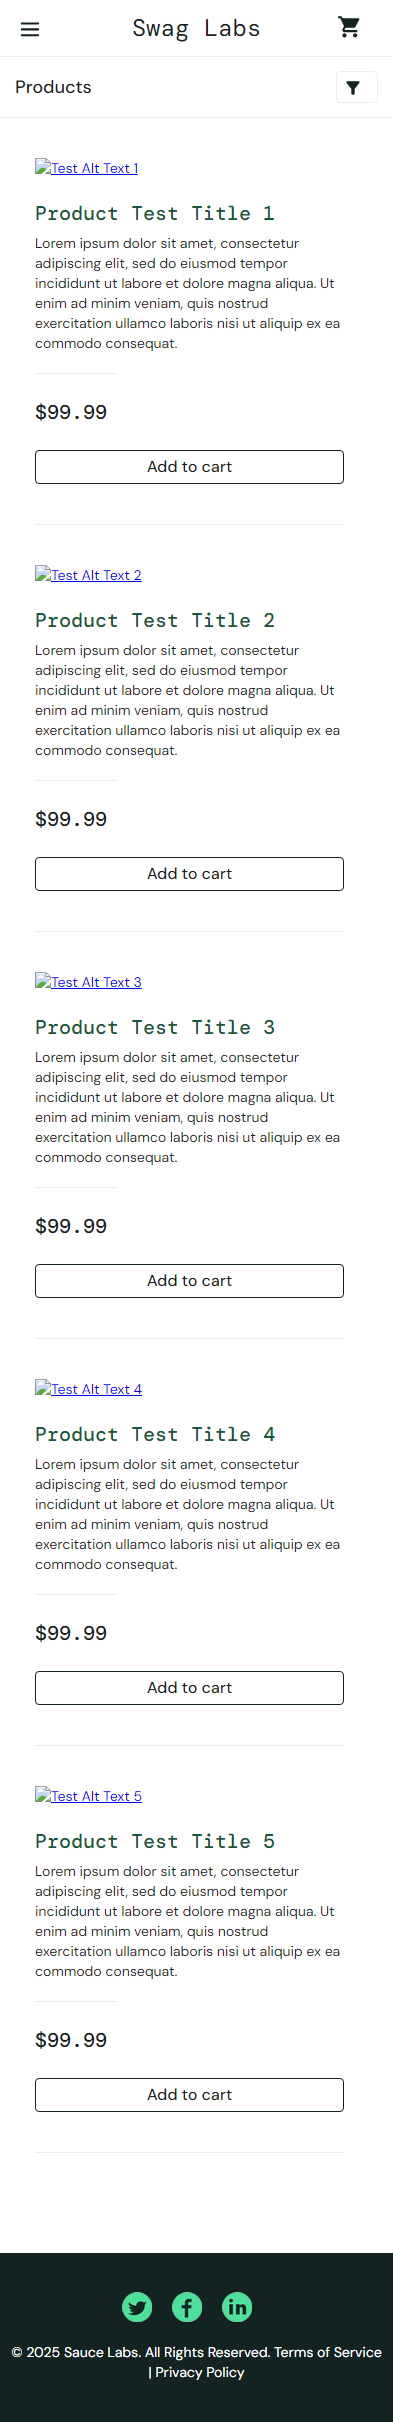 Swag Labs
Products
Test Alt Text 1
Product Test Title 1
Lorem ipsum dolor sit amet, consectetur
adipiscing elit, sed do eiusmod tempor
incididunt ut labore et dolore magna aliqua. Ut
enim ad minim veniam, quis nostrud
exercitation ullamco laboris nisi ut aliquip ex ea
commodo consequat.
$99.99
Add to cart
Test Alt Text 2
Product Test Title 2
Lorem ipsum dolor sit amet, consectetur
adipiscing elit, sed do eiusmod tempor
incididunt ut labore et dolore magna aliqua. Ut
enim ad minim veniam, quis nostrud
exercitation ullamco laboris nisi ut aliquip ex ea
commodo consequat.
$99.99
Add to cart
Test Alt Text 3
Product Test Title 3
Lorem ipsum dolor sit amet, consectetur
adipiscing elit, sed do eiusmod tempor
incididunt ut labore et dolore magna aliqua. Ut
enim ad minim veniam, quis nostrud
exercitation ullamco laboris nisi ut aliquip ex ea
commodo consequat.
$99.99
Add to cart
Test Alt Text 4
Product Test Title 4
Lorem ipsum dolor sit amet, consectetur
adipiscing elit, sed do eiusmod tempor
incididunt ut labore et dolore magna aliqua. Ut
enim ad minim veniam, quis nostrud
exercitation ullamco laboris nisi ut aliquip ex ea
commodo consequat.
$99.99
Add to cart
Test Alt Text 5
Product Test Title 5
Lorem ipsum dolor sit amet, consectetur
adipiscing elit, sed do eiusmod tempor
incididunt ut labore et dolore magna aliqua. Ut
enim ad minim veniam, quis nostrud
exercitation ullamco laboris nisi ut aliquip ex ea
commodo consequat.
$99.99
Add to cart
© 2025 Sauce Labs. All Rights Reserved. Terms of Service
| Privacy Policy